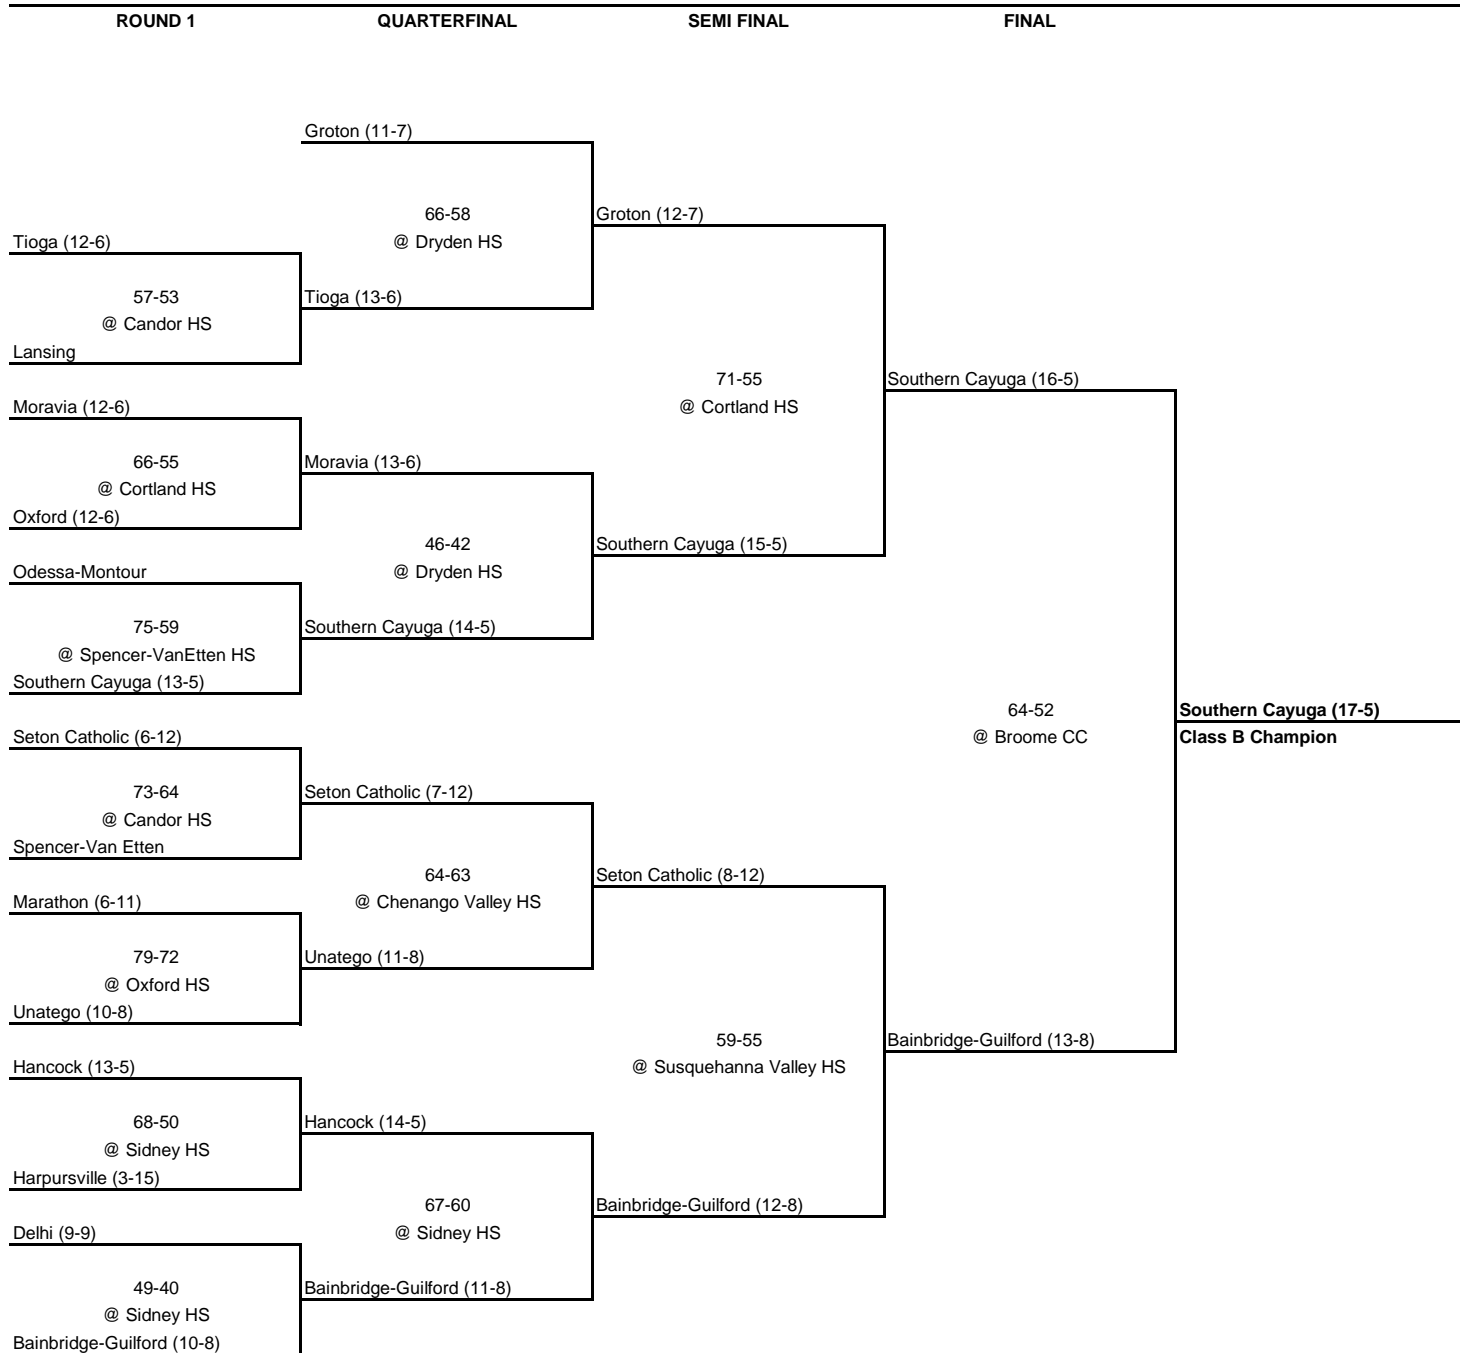 ROUND 1 QUARTERFINAL SEMI FINAL FINAL
Groton (11-7)
66-58 Groton (12-7)
Tioga (12-6) @ Dryden HS
57-53 Tioga (13-6)
@ Candor HS
Lansing
71-55 Southern Cayuga (16-5)
Moravia (12-6) @ Cortland HS
66-55 Moravia (13-6)
@ Cortland HS
Oxford (12-6)
46-42 Southern Cayuga (15-5)
Odessa-Montour @ Dryden HS
75-59 Southern Cayuga (14-5)
@ Spencer-VanEtten HS
Southern Cayuga (13-5)
64-52 Southern Cayuga (17-5)
Seton Catholic (6-12) @ Broome CC Class B Champion
73-64 Seton Catholic (7-12)
@ Candor HS
Spencer-Van Etten
64-63 Seton Catholic (8-12)
Marathon (6-11) @ Chenango Valley HS
79-72 Unatego (11-8)
@ Oxford HS
Unatego (10-8)
59-55 Bainbridge-Guilford (13-8)
Hancock (13-5) @ Susquehanna Valley HS
68-50 Hancock (14-5)
@ Sidney HS
Harpursville (3-15)
67-60 Bainbridge-Guilford (12-8)
Delhi (9-9) @ Sidney HS
49-40 Bainbridge-Guilford (11-8)
@ Sidney HS
Bainbridge-Guilford (10-8)